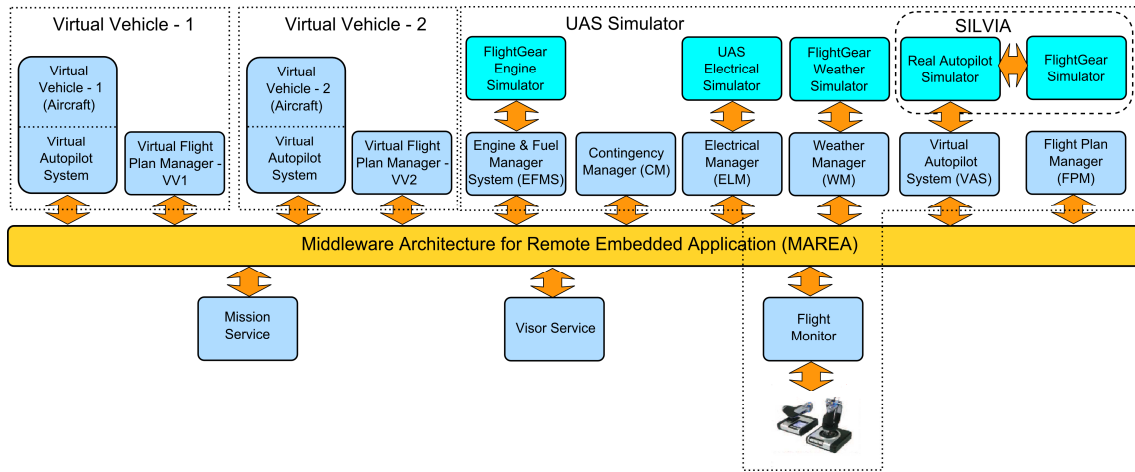 Virtual Vehicle - 1
Virtual Vehicle - 2
UAS Simulator
SILVIA
Virtual
Vehicle - 1
(Aircraft)
Virtual
Autopilot
System
Virtual Flight
Plan Manager -
VV1
Virtual
Vehicle - 2
(Aircraft)
Virtual
Autopilot
System
Virtual Flight
Plan Manager -
VV2
FlightGear
Engine
Simulator
UAS
Electrical
Simulator
FlightGear
Weather
Simulator
Real Autopilot
Simulator
FlightGear
Simulator
Engine & Fuel
Manager
System (EFMS)
Contingency
Manager (CM)
Electrical
Manager
(ELM)
Weather
Manager
(WM)
Virtual
Autopilot
System (VAS)
Flight Plan
Manager
(FPM)
Middleware Architecture for Remote Embedded Application (MAREA)
Mission
Service
Visor Service
Flight
Monitor